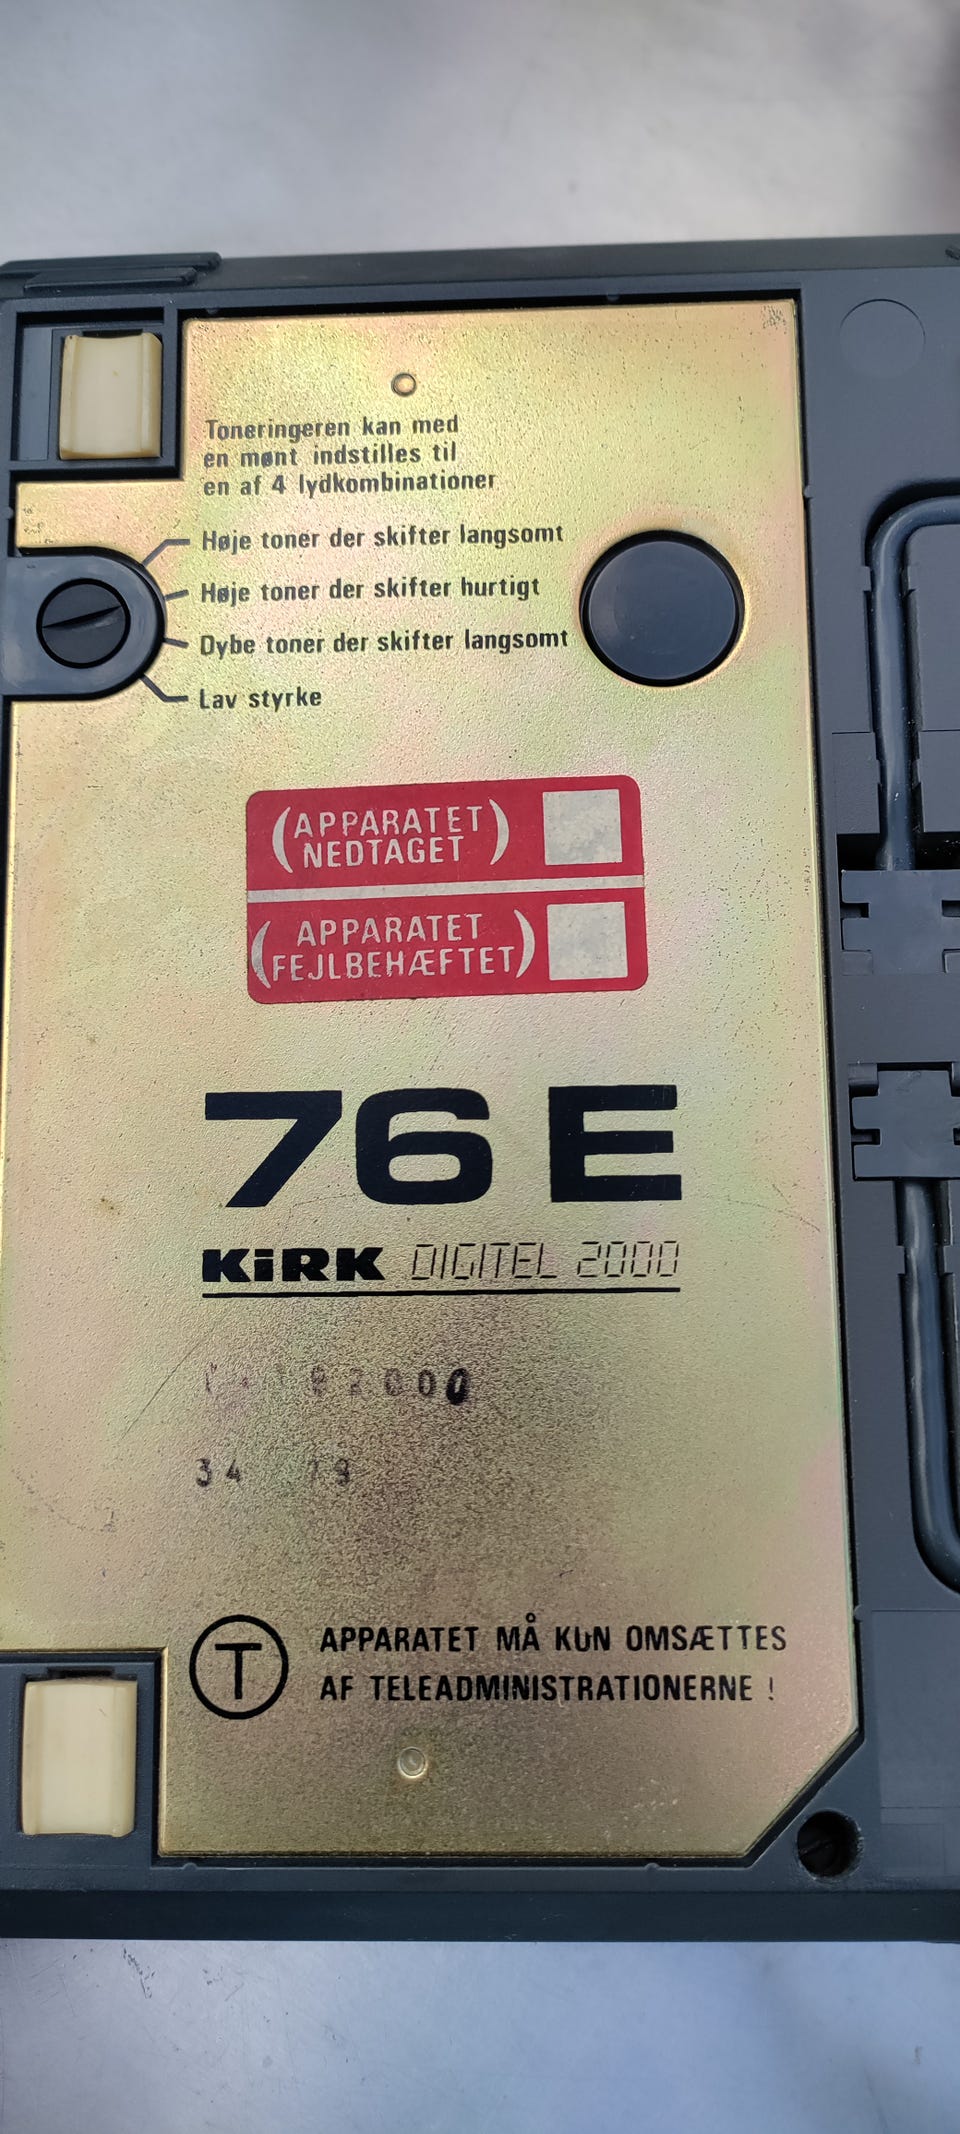 Toneringeren kan med
en mønt indstilles til
en af 4 lydkombinationer
Høje toner der skifter langsomt
Høje toner der skifter hurtigt
Dybe toner der skifter langsomt
Lav styrke
(APPARATET NEDTAGET)
(APPARATET FEJLBEHÆFTET)
76 E
KiRK DIGITEL 2000
34
T
APPARATET MÅ KUN OMSÆTTES
AF TELEADMINISTRATIONERNE !